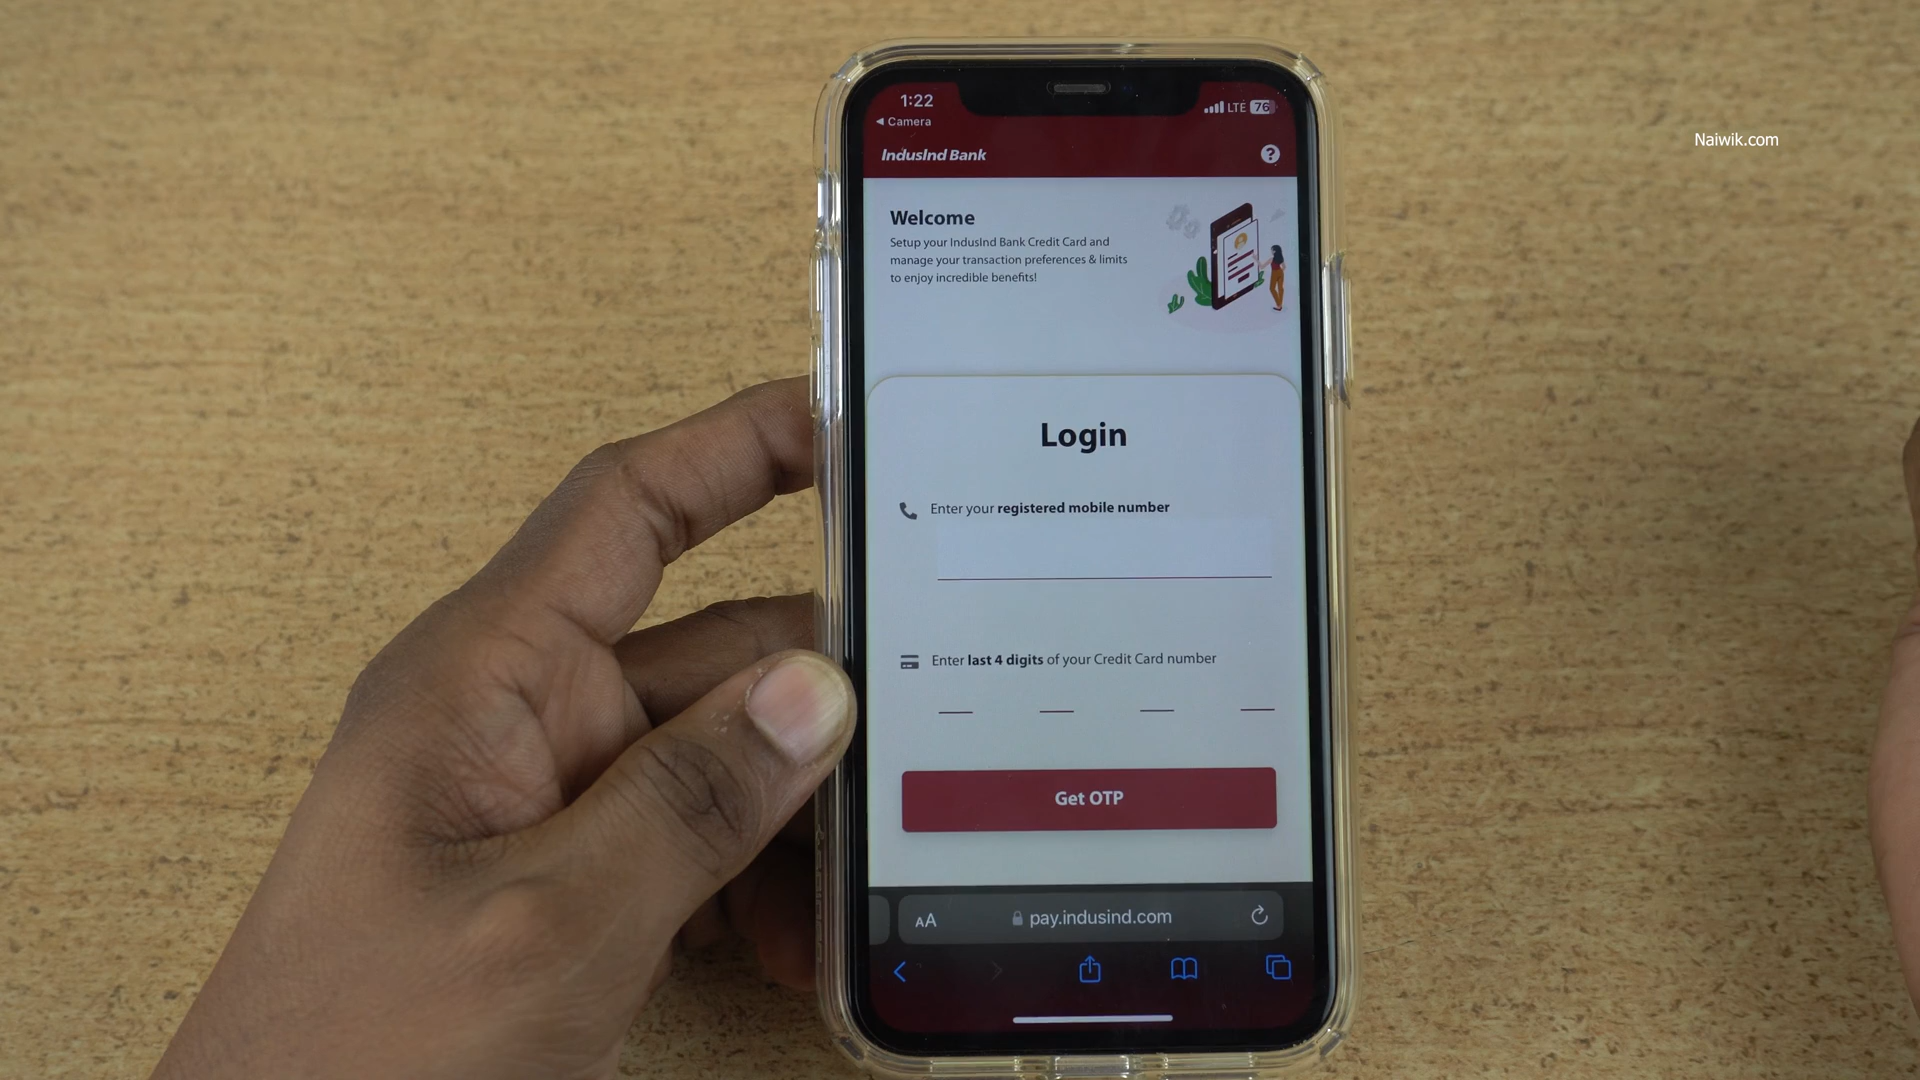 1:22
LTE 76
◀ Camera
Naiwik.com
IndusInd Bank
?
Welcome
Setup your IndusInd Bank Credit Card and
manage your transaction preferences & limits
to enjoy incredible benefits!
Login
Enter your registered mobile number
Enter last 4 digits of your Credit Card number
Get OTP
AA
pay.indusind.com